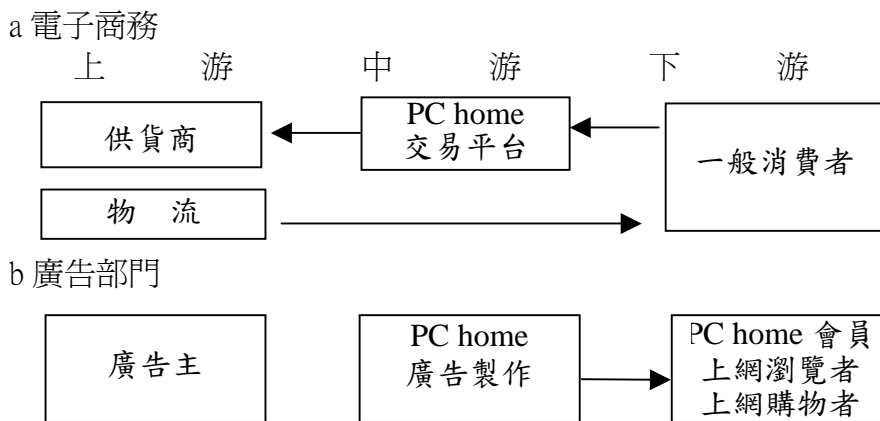 a 電子商務
上 游 中 游 下 游
供貨商
PC home
交易平台
一般消費者
物 流
b 廣告部門
廣告主
PC home
廣告製作
PC home 會員
上網瀏覽者
上網購物者